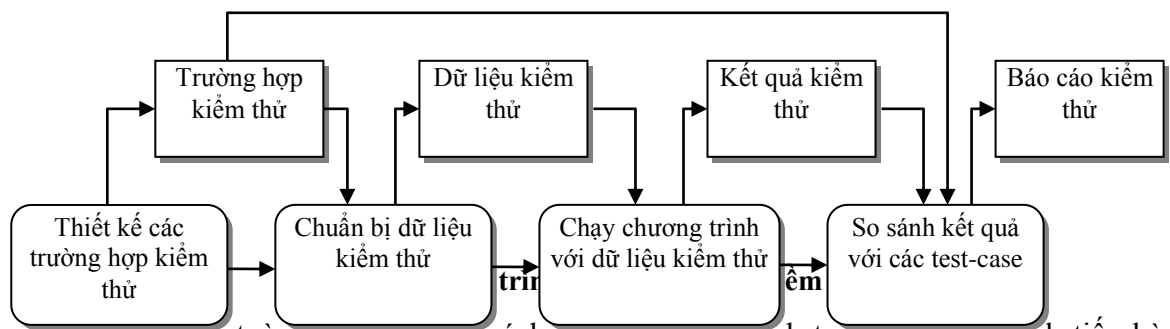 Trường hợp
kiểm thử
Dữ liệu kiểm
thử
Kết quả kiểm
thử
Báo cáo kiểm
thử
Thiết kế các
trường hợp kiểm
thử
Chuẩn bị dữ liệu
kiểm thử
Chạy chương trình
với dữ liệu kiểm thử
So sánh kết quả
với các test-case